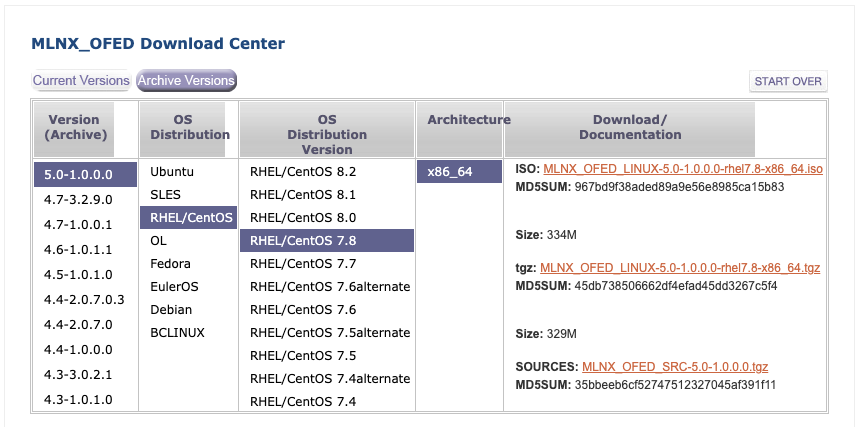 MLNX_OFED Download Center
Current Versions
Archive Versions
START OVER
Version
(Archive)
OS
Distribution
OS
Distribution
Version
Architecture
Download/
Documentation
5.0-1.0.0.0
4.7-3.2.9.0
4.7-1.0.0.1
4.6-1.0.1.1
4.5-1.0.1.0
4.4-2.0.7.0.3
4.4-2.0.7.0
4.4-1.0.0.0
4.3-3.0.2.1
4.3-1.0.1.0
Ubuntu
SLES
RHEL/CentOS
OL
Fedora
EulerOS
Debian
BCLINUX
RHEL/CentOS 8.2
RHEL/CentOS 8.1
RHEL/CentOS 8.0
RHEL/CentOS 7.8
RHEL/CentOS 7.7
RHEL/CentOS 7.6alternate
RHEL/CentOS 7.6
RHEL/CentOS 7.5alternate
RHEL/CentOS 7.5
RHEL/CentOS 7.4alternate
RHEL/CentOS 7.4
x86_64
ISO: MLNX_OFED_LINUX-5.0-1.0.0.0-rhel7.8-x86_64.iso
MD5SUM: 967bd9f38aded89a9e56e8985ca15b83
Size: 334M
tgz: MLNX_OFED_LINUX-5.0-1.0.0.0-rhel7.8-x86_64.tgz
MD5SUM: 45db738506662df4efad45dd3267c5f4
Size: 329M
SOURCES: MLNX_OFED_SRC-5.0-1.0.0.0.tgz
MD5SUM: 35bbeeb6cf52747512327045af391f11